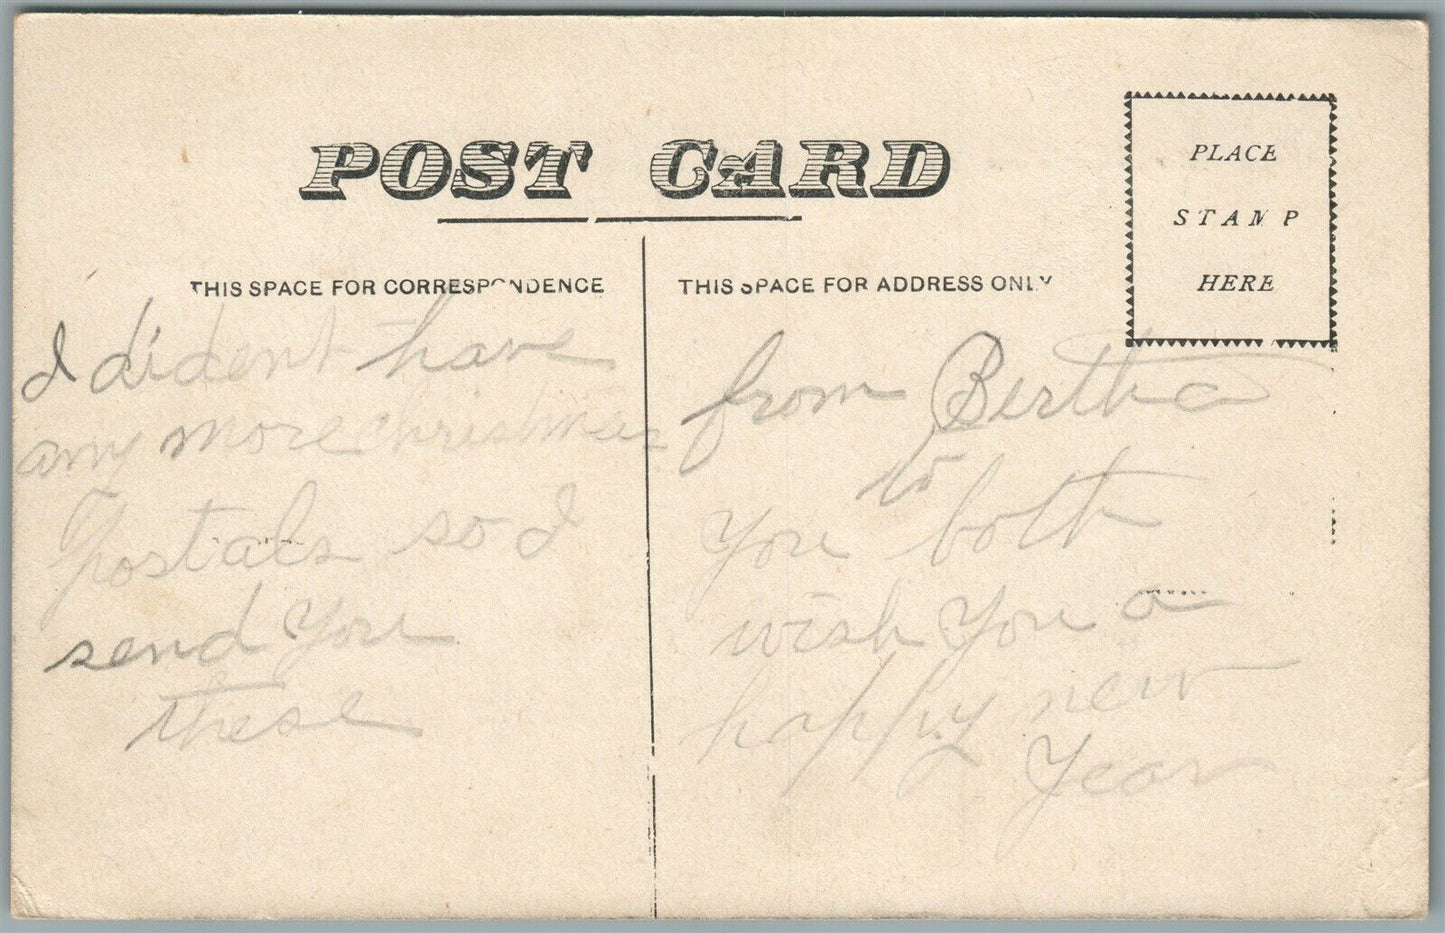 POST CARD
THIS SPACE FOR CORRESPONDENCE
THIS SPACE FOR ADDRESS ONLY
PLACE
STAMP
HERE
I dident have
any more christmas
Postals so I
send you
these
from Bertha
to
you both
wish you a
happy new
Year